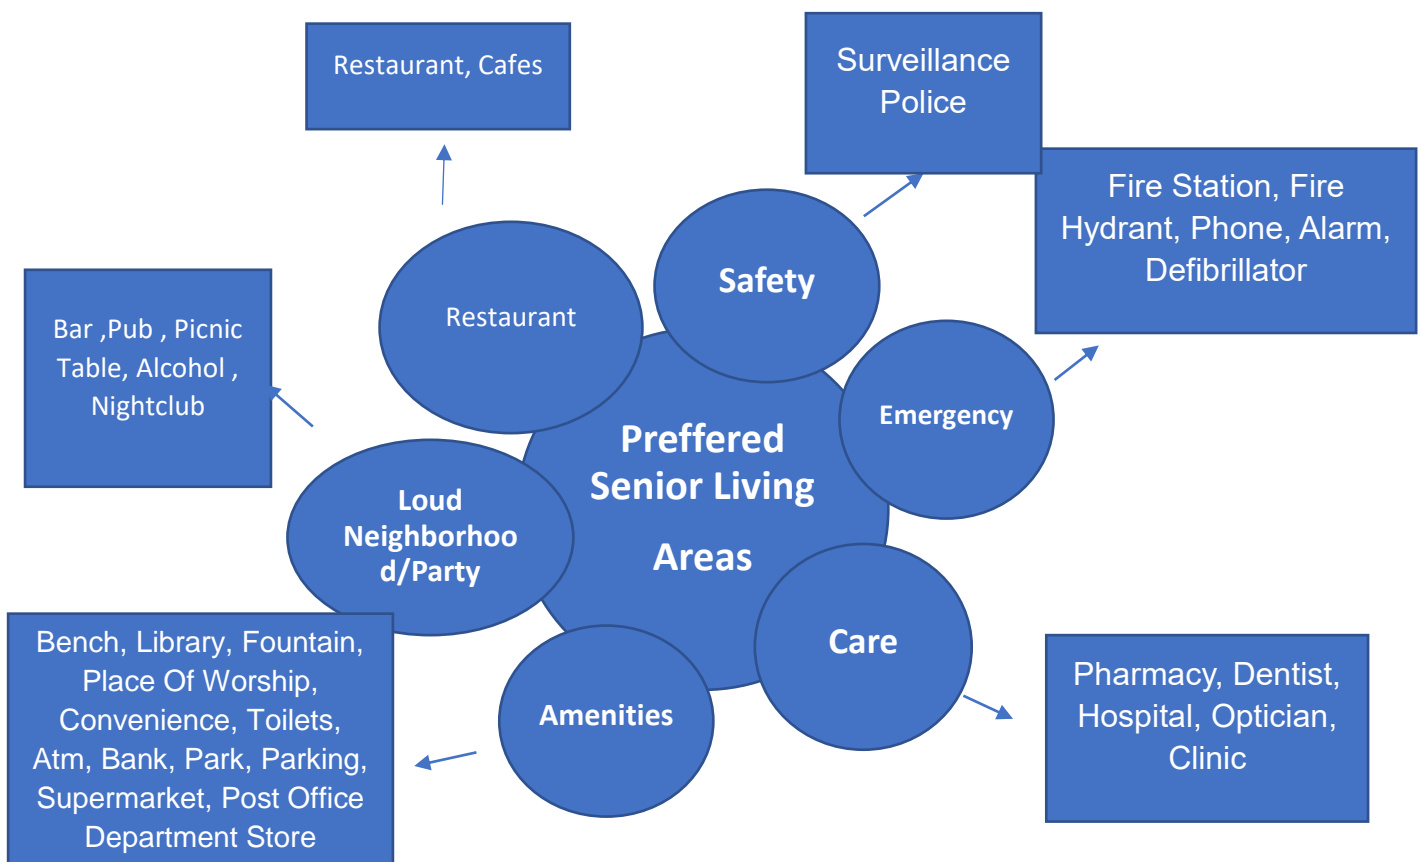 Restaurant, Cafes
Surveillance
Police
Fire Station, Fire
Hydrant, Phone, Alarm,
Defibrillator
Safety
Restaurant
Bar ,Pub , Picnic
Table, Alcohol ,
Nightclub
Emergency
Preffered
Senior Living
Areas
Loud
Neighborhoo
d/Party
Care
Amenities
Bench, Library, Fountain,
Place Of Worship,
Convenience, Toilets,
Atm, Bank, Park, Parking,
Supermarket, Post Office
Department Store
Pharmacy, Dentist,
Hospital, Optician,
Clinic